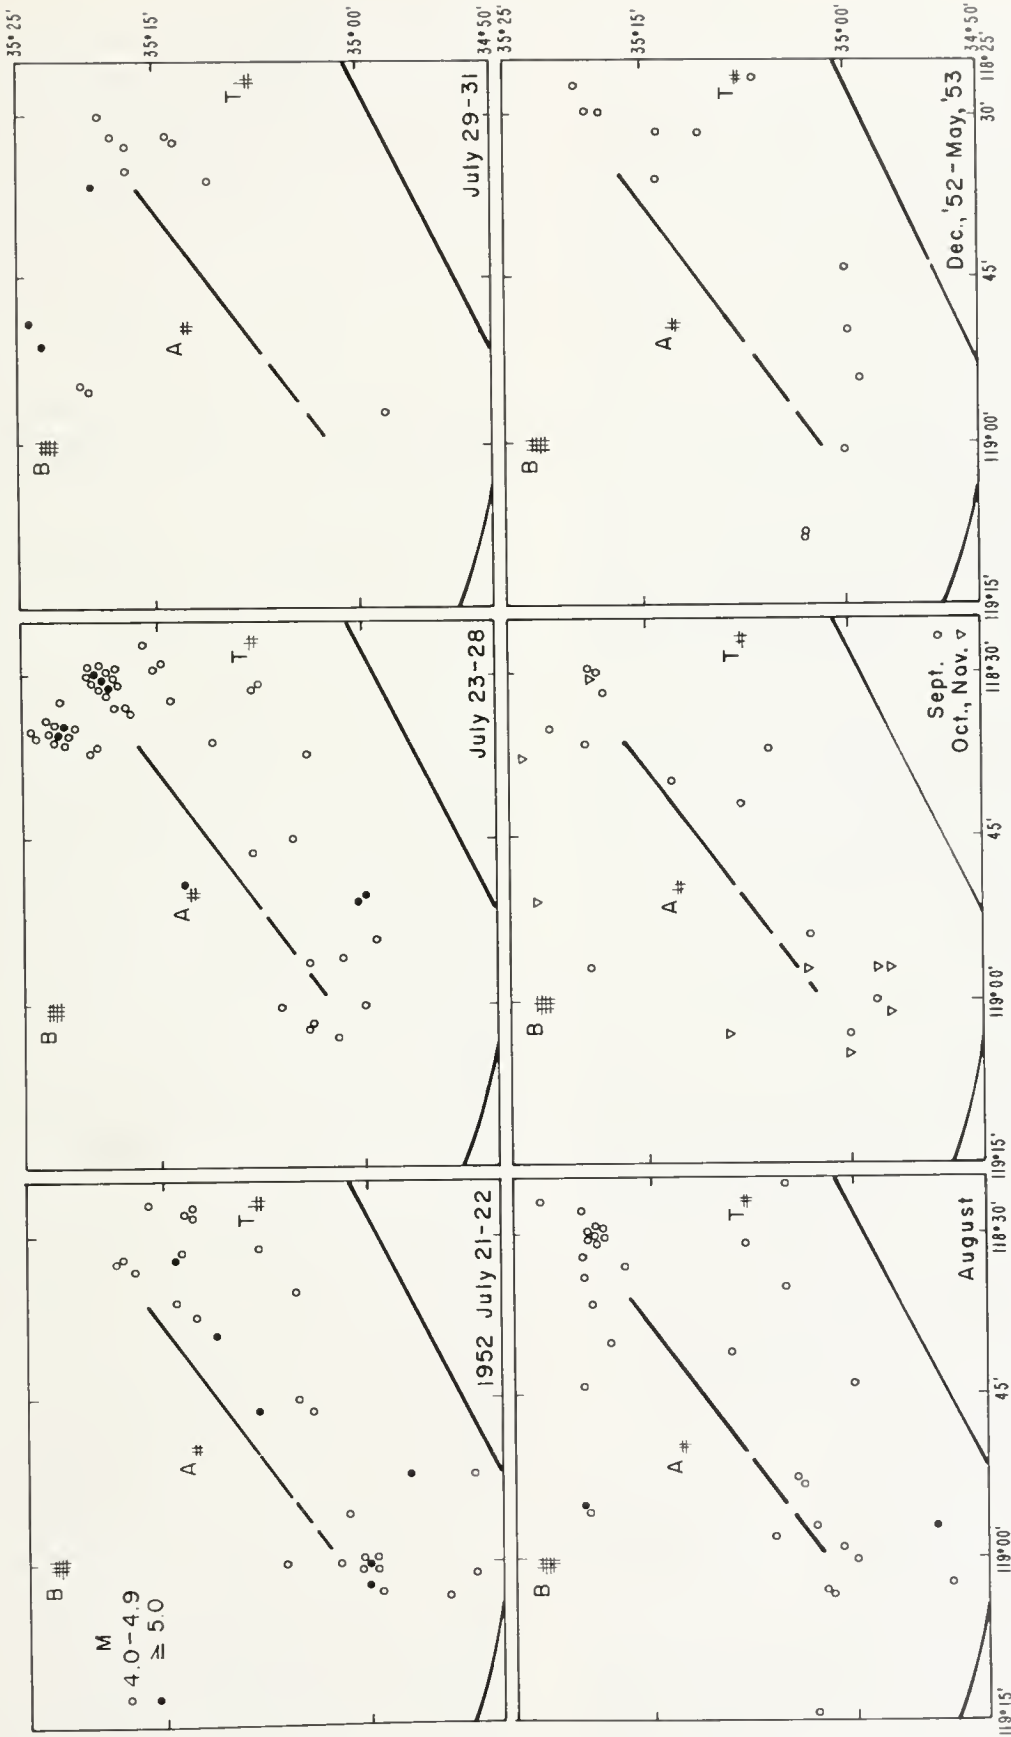 M
○ 4.0-4.9
● ≧ 5.0
B
A
T
1952 July 21-22
B
A
T
July 23-28
B
A
T
July 29-31
35°25'
35°15'
35°00'
34°50'
B
A
T
August
119°15'
119°00'
45'
118°30'
B
A
T
Sept. ○
Oct., Nov. ▽
119°15'
119°00'
45'
118°30'
B
A
T
Dec., '52-May, '53
119°15'
119°00'
45'
30'
118°25'
35°25'
35°15'
35°00'
34°50'